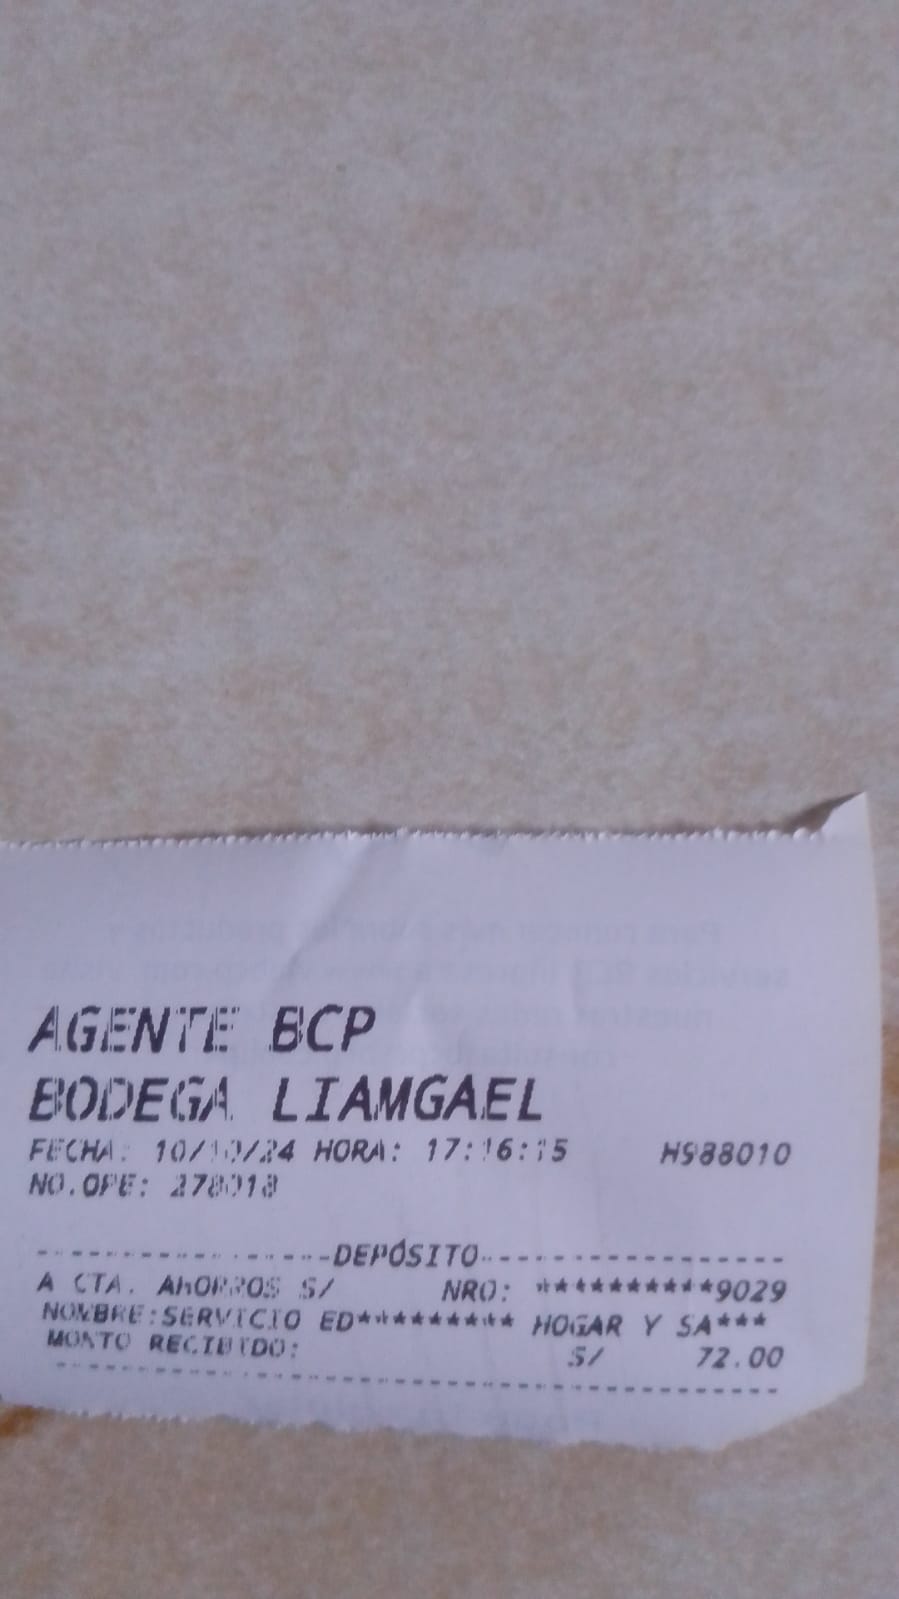 AGENTE BCP
BODEGA LIAMGAEL
FECHA: 10/10/24 HORA: 17:16:15 H988010
NO.OPE: 278018
------------------DEPÓSITO------------------
A CTA. AHORROS S/ NRO: **********9029
NOMBRE:SERVICIO ED********* HOGAR Y SA***
MONTO RECIBIDO: S/ 72.00